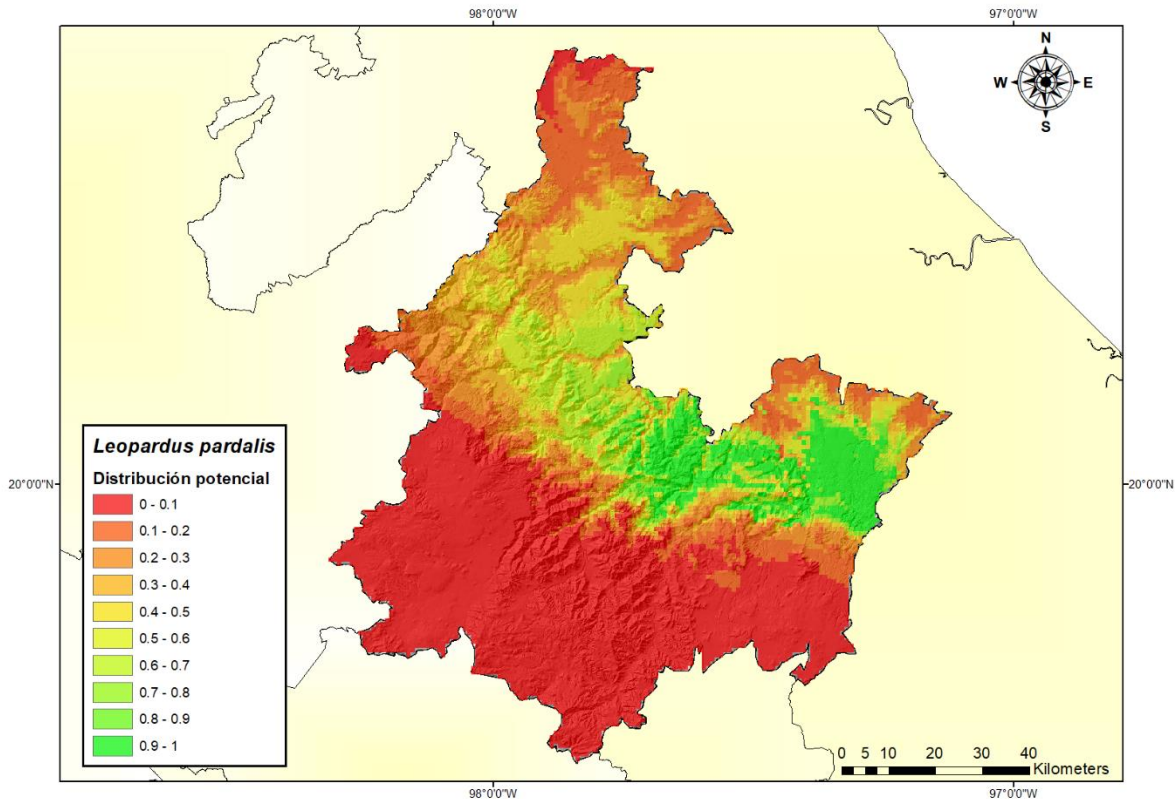 98°0'0"W
97°0'0"W
N
W
E
S
Leopardus pardalis
Distribución potencial
0 - 0.1
0.1 - 0.2
0.2 - 0.3
0.3 - 0.4
0.4 - 0.5
0.5 - 0.6
0.6 - 0.7
0.7 - 0.8
0.8 - 0.9
0.9 - 1
20°0'0"N
20°0'0"N
0 5 10 20 30 40
Kilometers
98°0'0"W
97°0'0"W